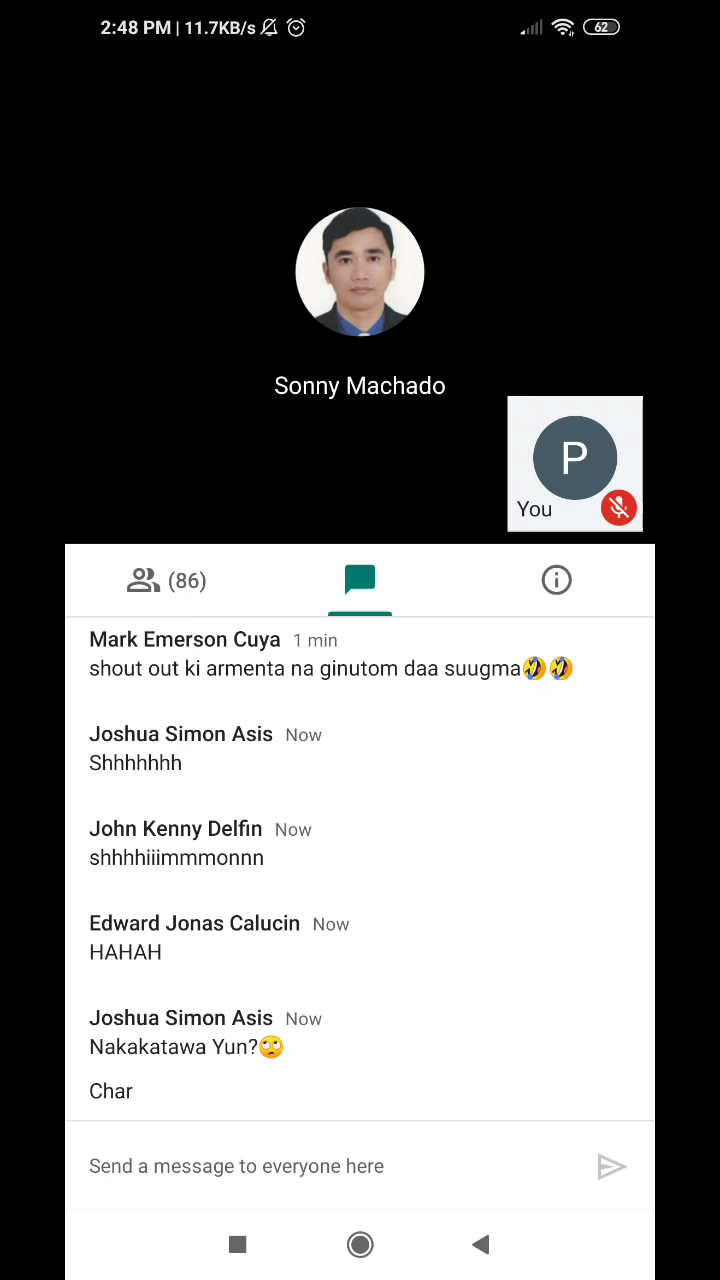 2:48 PM | 11.7KB/s
62
Sonny Machado
P
You
(86)
Mark Emerson Cuya 1 min
shout out ki armenta na ginutom daa suugma🤣🤣
Joshua Simon Asis Now
Shhhhhhh
John Kenny Delfin Now
shhhhiiimmmonnn
Edward Jonas Calucin Now
HAHAH
Joshua Simon Asis Now
Nakakatawa Yun?🙄
Char
Send a message to everyone here